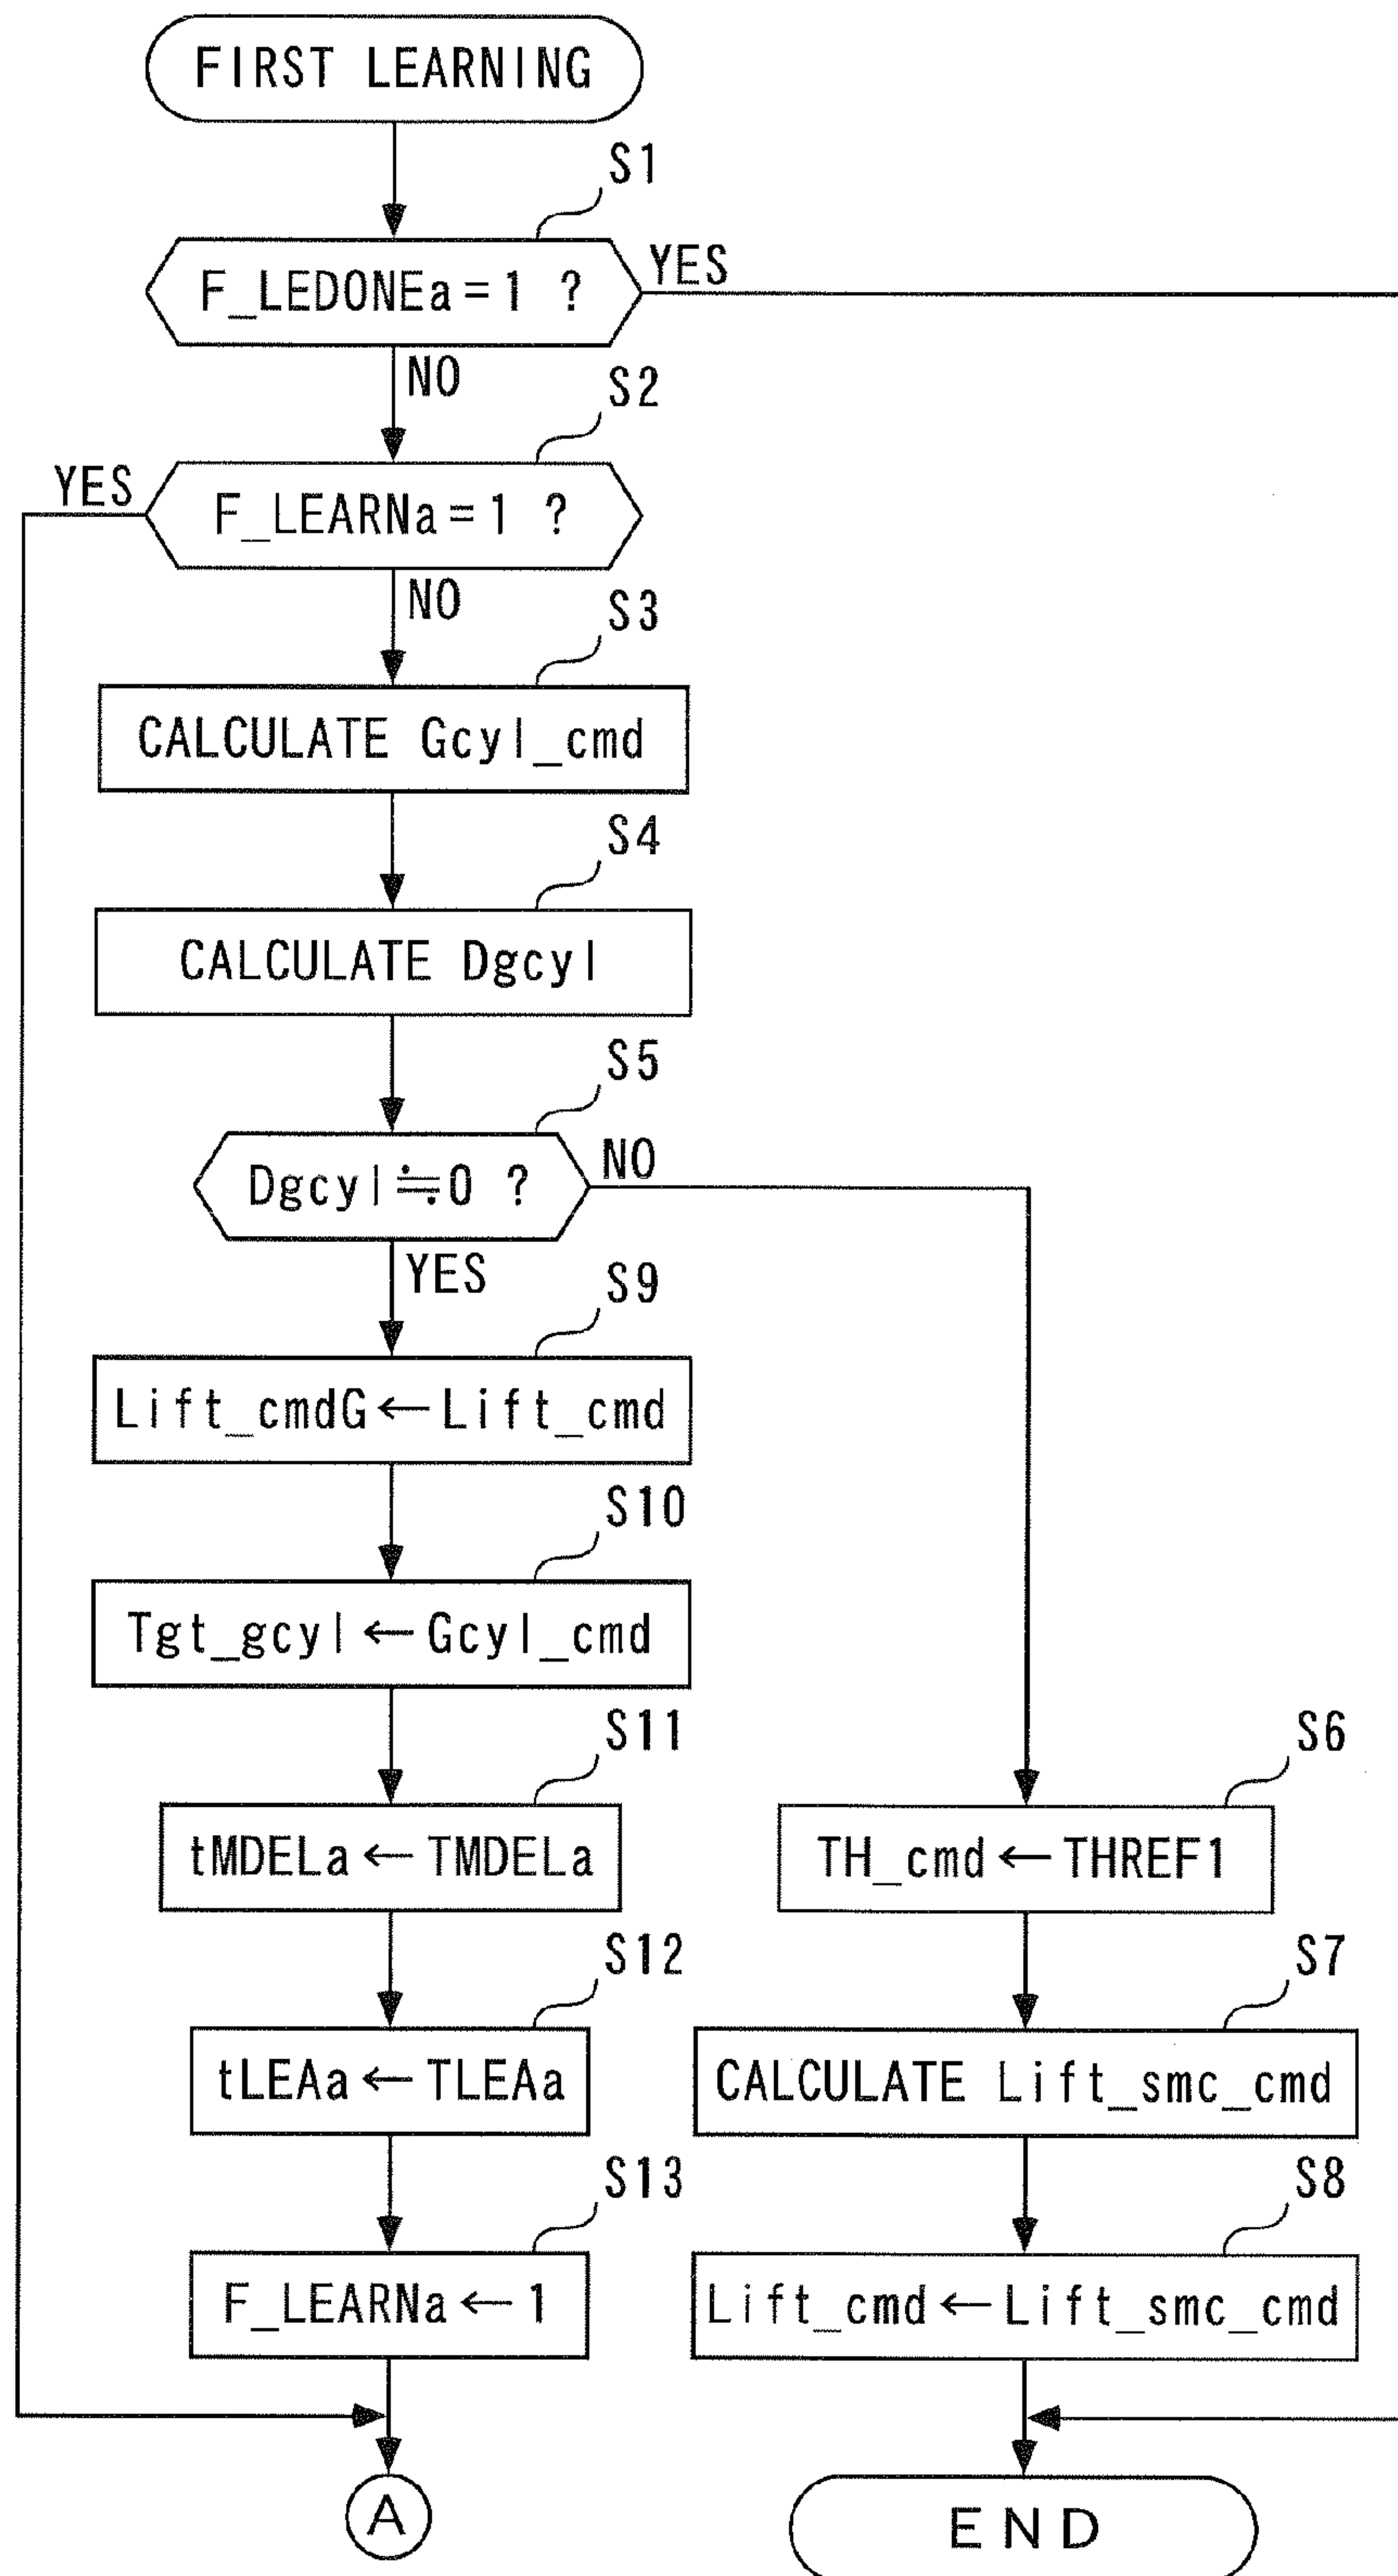 FIRST LEARNING
S1
F_LEDONEa=1 ?
YES
NO
S2
YES
F_LEARNa=1 ?
NO
S3
CALCULATE Gcyl_cmd
S4
CALCULATE Dgcyl
S5
Dgcyl≒0 ?
NO
YES
S9
Lift_cmdG←Lift_cmd
S10
Tgt_gcyl←Gcyl_cmd
S11
tMDELa←TMDELa
S6
TH_cmd←THREF1
S12
tLEAa←TLEAa
S7
CALCULATE Lift_smc_cmd
S13
F_LEARNa←1
S8
Lift_cmd←Lift_smc_cmd
A
END